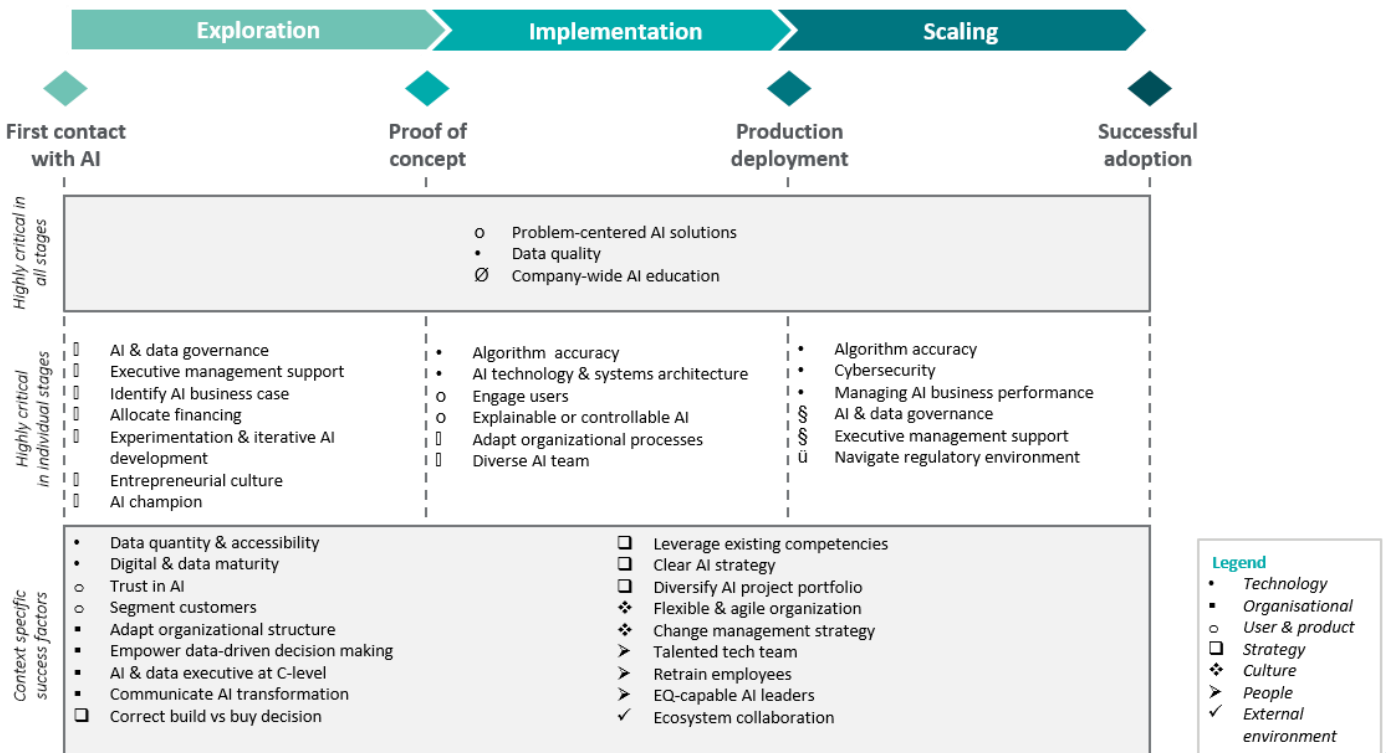 Exploration
Implementation
Scaling
First contact
with AI
Proof of
concept
Production
deployment
Successful
adoption
Highly critical in
all stages
o Problem-centered AI solutions
• Data quality
Ø Company-wide AI education
Highly critical
in individual stages
▯ AI & data governance
▯ Executive management support
▯ Identify AI business case
▯ Allocate financing
▯ Experimentation & iterative AI
development
▯ Entrepreneurial culture
▯ AI champion
• Algorithm accuracy
• AI technology & systems architecture
o Engage users
o Explainable or controllable AI
▯ Adapt organizational processes
▯ Diverse AI team
• Algorithm accuracy
• Cybersecurity
• Managing AI business performance
§ AI & data governance
§ Executive management support
ü Navigate regulatory environment
Context specific
success factors
• Data quantity & accessibility
• Digital & data maturity
o Trust in AI
o Segment customers
▪ Adapt organizational structure
▪ Empower data-driven decision making
▪ AI & data executive at C-level
▪ Communicate AI transformation
❑ Correct build vs buy decision
❑ Leverage existing competencies
❑ Clear AI strategy
❑ Diversify AI project portfolio
❖ Flexible & agile organization
❖ Change management strategy
➢ Talented tech team
➢ Retrain employees
➢ EQ-capable AI leaders
✓ Ecosystem collaboration
Legend
• Technology
▪ Organisational
o User & product
❑ Strategy
❖ Culture
➢ People
✓ External
environment